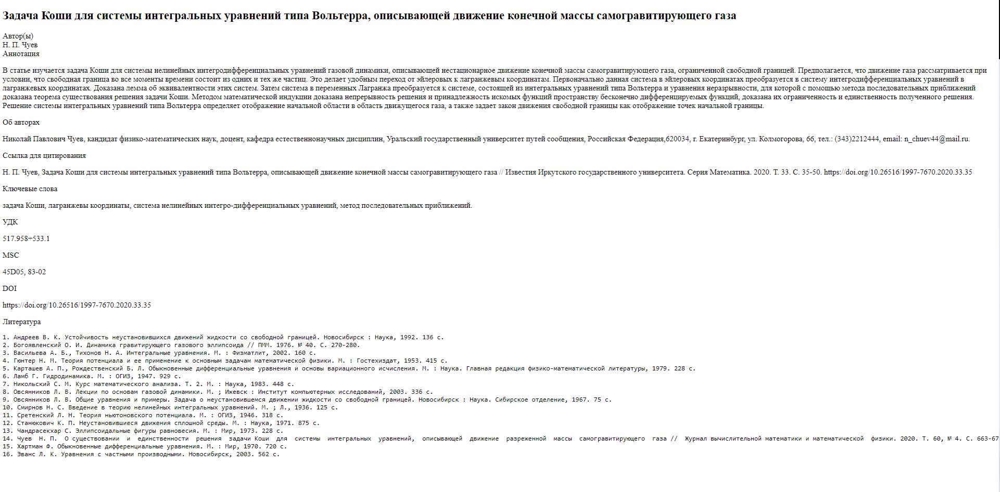 Задача Коши для системы интегральных уравнений типа Вольтерра, описывающей движение конечной массы самогравитирующего газа
Автор(ы)
Н. П. Чуев
Аннотация
В статье изучается задача Коши для системы нелинейных интегродифференциальных уравнений газовой динамики, описывающей нестационарное движение конечной массы самогравитирующего газа, ограниченной свободной границей. Предполагается, что движение газа рассматривается при
условии, что свободная граница во все моменты времени состоит из одних и тех же частиц. Это делает удобным переход от эйлеровых к лагранжевым координатам. Первоначально данная система в эйлеровых координатах преобразуется в систему интегродифференциальных уравнений в
лагранжевых координатах. Доказана лемма об эквивалентности этих систем. Затем система в переменных Лагранжа преобразуется к системе, состоящей из интегральных уравнений типа Вольтерра и уравнения неразрывности, для которой с помощью метода последовательных приближений
доказана теорема существования решения задачи Коши. Методом математической индукции доказана непрерывность решения и принадлежность искомых функций пространству бесконечно дифференцируемых функций, доказана их ограниченность и единственность полученного решения.
Решение системы интегральных уравнений типа Вольтерра определяет отображение начальной области в область движущегося газа, а также задает закон движения свободной границы как отображение точек начальной границы.
Об авторах
Николай Павлович Чуев, кандидат физико-математических наук, доцент, кафедра естественнонаучных дисциплин, Уральский государственный университет путей сообщения, Российская Федерация,620034, г. Екатеринбург, ул. Колмогорова, 66, тел.: (343)2212444, email: n_chuev44@mail.ru.
Ссылка для цитирования
Н. П. Чуев, Задача Коши для системы интегральных уравнений типа Вольтерра, описывающей движение конечной массы самогравитирующего газа // Известия Иркутского государственного университета. Серия Математика. 2020. Т. 33. С. 35-50. https://doi.org/10.26516/1997-7670.2020.33.35
Ключевые слова
задача Коши, лагранжевы координаты, система нелинейных интегро-дифференциальных уравнений, метод последовательных приближений.
УДК
517.958+533.1
MSC
45D05, 83-02
DOI
https://doi.org/10.26516/1997-7670.2020.33.35
Литература
1. Андреев В. К. Устойчивость неустановившихся движений жидкости со свободной границей. Новосибирск : Наука, 1992. 136 с.
2. Богоявленский О. И. Динамика гравитирующего газового эллипсоида // ПММ. 1976. № 40. С. 270-280.
3. Васильева А. Б., Тихонов Н. А. Интегральные уравнения. М. : Физматлит, 2002. 160 с.
4. Гюнтер Н. М. Теория потенциала и ее применение к основным задачам математической физики. М. : Гостехиздат, 1953. 415 с.
5. Карташев А. П., Рождественский Б. Л. Обыкновенные дифференциальные уравнения и основы вариационного исчисления. М. : Наука. Главная редакция физико-математической литературы, 1979. 228 с.
6. Ламб Г. Гидродинамика. М. : ОГИЗ, 1947. 929 с.
7. Никольский С. М. Курс математического анализа. Т. 2. М. : Наука, 1983. 448 с.
8. Овсянников Л. В. Лекции по основам газовой динамики. М. ; Ижевск : Институт компьютерных исследований, 2003. 336 с.
9. Овсянников Л. В. Общие уравнения и примеры. Задача о неустановившемся движении жидкости со свободной границей. Новосибирск : Наука. Сибирское отделение, 1967. 75 с.
10. Смирнов Н. С. Введение в теорию нелинейных интегральных уравнений. М. ; Л., 1936. 125 с.
11. Сретенский Л. Н. Теория ньютоновского потенциала. М. : ОГИЗ, 1946. 318 с.
12. Станюкович К. П. Неустановившиеся движения сплошной среды. М. : Наука, 1971. 875 с.
13. Чандрасекхар С. Эллипсоидальные фигуры равновесия. М. : Мир, 1973. 228 с.
14. Чуев Н. П. О существовании и единственности решения задачи Коши для системы интегральных уравнений, описывающей движение разреженной массы самогравитирующего газа // Журнал вычислительной математики и математической физики. 2020. Т. 60, № 4. С. 663-67
15. Хартман Ф. Обыкновенные дифференциальные уравнения. М. : Мир, 1970. 720 с.
16. Эванс Л. К. Уравнения с частными производными. Новосибирск, 2003. 562 с.